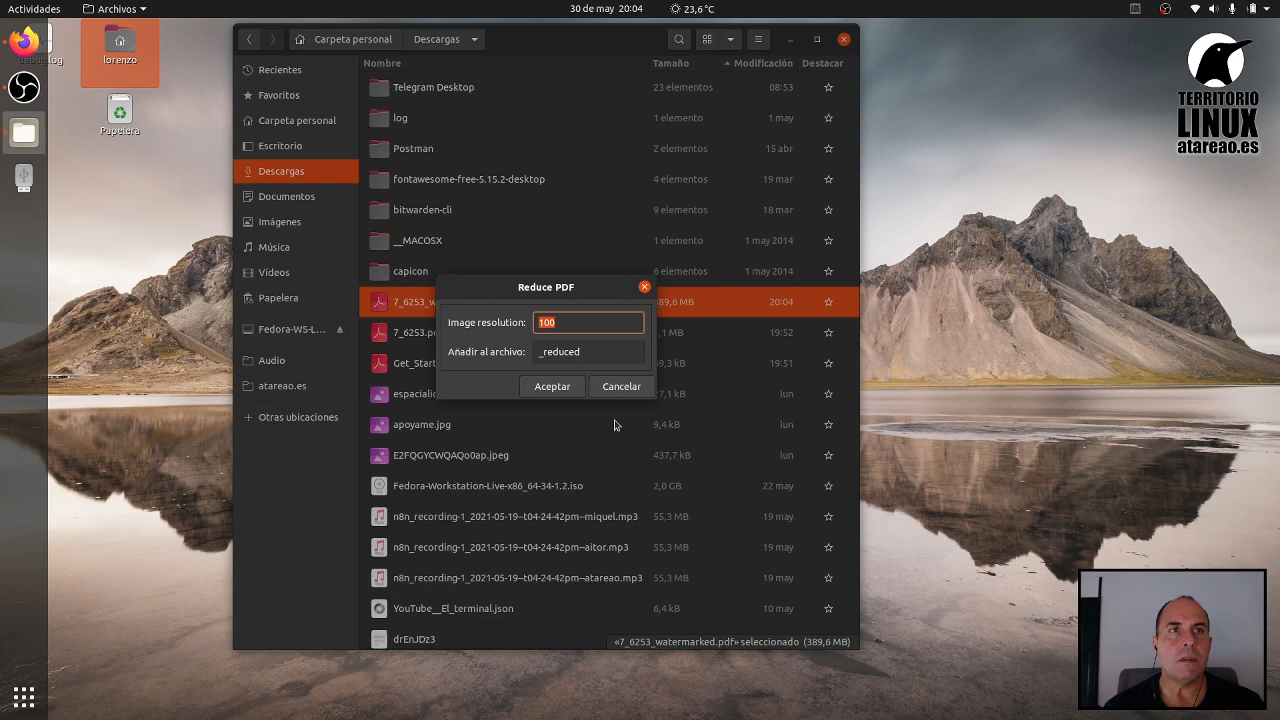 Actividades
Archivos
30 de may 20:04
23,6 °C
debug.log
lorenzo
Papelera
Carpeta personal
Descargas
Recientes
Favoritos
Carpeta personal
Escritorio
Descargas
Documentos
Imágenes
Música
Vídeos
Papelera
Fedora-WS-L...
Audio
atareao.es
Otras ubicaciones
Nombre Tamaño Modificación Destacar
Telegram Desktop 23 elementos 08:53
log 1 elemento 1 may
Postman 2 elementos 15 abr
fontawesome-free-5.15.2-desktop 4 elementos 19 mar
bitwarden-cli 9 elementos 18 mar
__MACOSX 1 elemento 1 may 2014
capicon 6 elementos 1 may 2014
20:04
19:52
Get_Start 19:51
lun
apoyame.jpg 9,4 kB lun
E2FQGYCWQAQo0ap.jpeg 437,7 kB lun
Fedora-Workstation-Live-x86_64-34-1.2.iso 2,0 GB 22 may
n8n_recording-1_2021-05-19--t04-24-42pm--miquel.mp3 55,3 MB 19 may
n8n_recording-1_2021-05-19--t04-24-42pm--aitor.mp3 55,3 MB 19 may
n8n_recording-1_2021-05-19--t04-24-42pm--atareao.mp3 55,3 MB 19 may
YouTube__El_terminal.json 6,4 kB 10 may
drEnJDz3
«7_6253_watermarked.pdf» seleccionado (389,6 MB)
Reduce PDF
Image resolution: 100
Añadir al archivo: _reduced
Aceptar Cancelar
TERRITORIO
LINUX
atareao.es